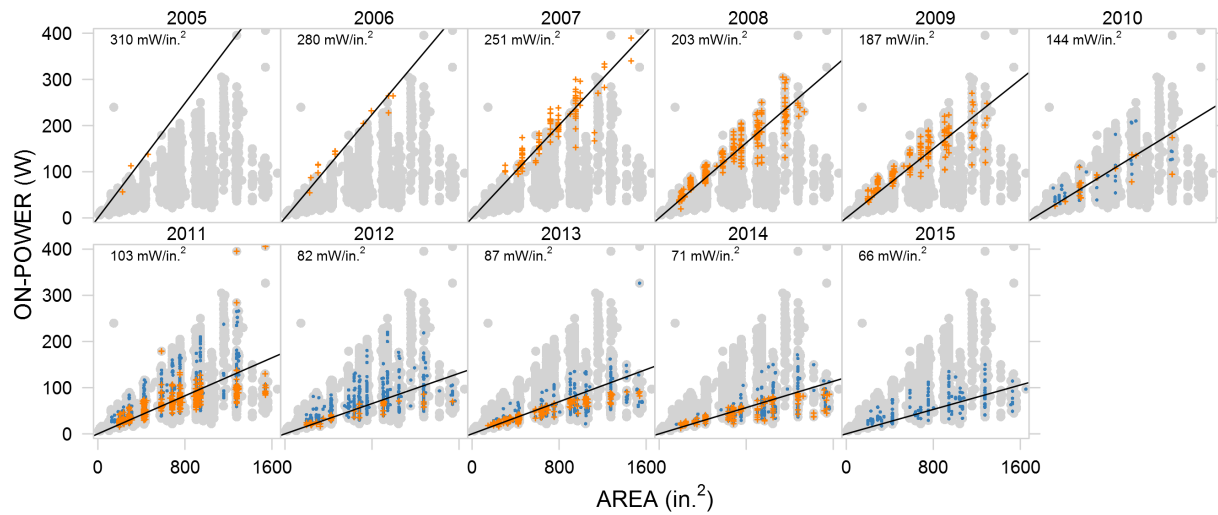 2005 2006 2007 2008 2009 2010
400 310 mW/in.² 280 mW/in.² 251 mW/in.² 203 mW/in.² 187 mW/in.² 144 mW/in.²
300
200
100
0
ON-POWER (W)
2011 2012 2013 2014 2015
400 103 mW/in.² 82 mW/in.² 87 mW/in.² 71 mW/in.² 66 mW/in.²
300
200
100
0
0 800 1600 0 800 1600 0 800 1600
AREA (in.²)